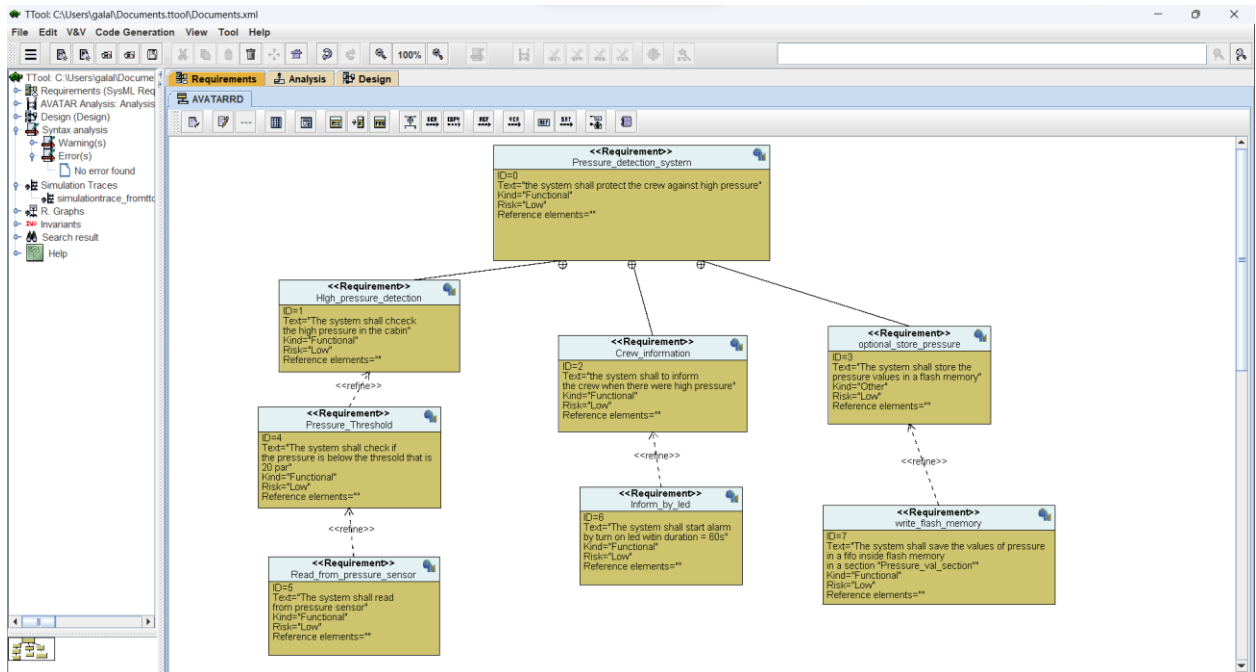 TTool: C:\Users\galal\Documents.ttool\Documents.xml
File Edit V&V Code Generation View Tool Help
100%
TTool: C:\Users\galal\Docume
Requirements (SysML Req
AVATAR Analysis: Analysis
Design (Design)
Syntax analysis
Warning(s)
Error(s)
No error found
Simulation Traces
simulationtrace_fromttc
R. Graphs
Invariants
Search result
Help
Requirements Analysis Design
AVATARRD
<<Requirement>>
Pressure_detection_system
ID=0
Text="the system shall protect the crew against high pressure"
Kind="Functional"
Risk="Low"
Reference elements=""
<<Requirement>>
HIgh_pressure_detection
ID=1
Text="The system shall chceck
the high pressure in the cabin"
Kind="Functional"
Risk="Low"
Reference elements=""
<<Requirement>>
Crew_information
ID=2
Text="the system shall to inform
the crew when there were high pressure"
Kind="Functional"
Risk="Low"
Reference elements=""
<<Requirement>>
optional_store_pressure
ID=3
Text="The system shall store the
pressure values in a flash memory"
Kind="Other"
Risk="Low"
Reference elements=""
<<refine>>
<<Requirement>>
Pressure_Threshold
ID=4
Text="The system shall check if
the pressure is below the thresold that is
20 par"
Kind="Functional"
Risk="Low"
Reference elements=""
<<refine>>
<<Requirement>>
Read_from_pressure_sensor
ID=5
Text="The system shall read
from pressure sensor"
Kind="Functional"
Risk="Low"
Reference elements=""
<<refine>>
<<Requirement>>
Inform_by_led
ID=6
Text="The system shall start alarm
by turn on led witin duration = 60s"
Kind="Functional"
Risk="Low"
Reference elements=""
<<refine>>
<<Requirement>>
write_flash_memory
ID=7
Text="The system shall save the values of pressure
in a fifo inside flash memory
in a section "Pressure_val_section""
Kind="Functional"
Risk="Low"
Reference elements=""